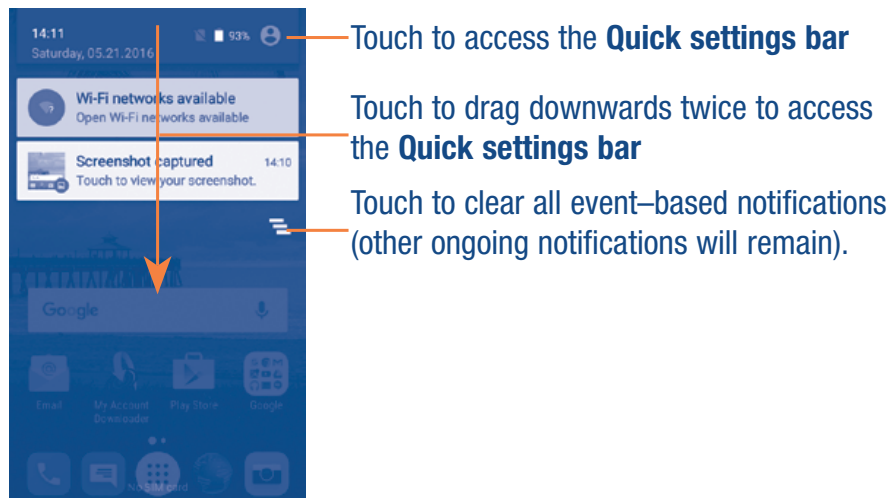 14:11
93%
Saturday, 05.21.2016
Touch to access the Quick settings bar
Wi-Fi networks available
Open Wi-Fi networks available
Touch to drag downwards twice to access
the Quick settings bar
Screenshot captured 14:10
Touch to view your screenshot.
Touch to clear all event–based notifications
(other ongoing notifications will remain).
Google
Email
My Account
Downloader
Play Store
Google
No SIM card